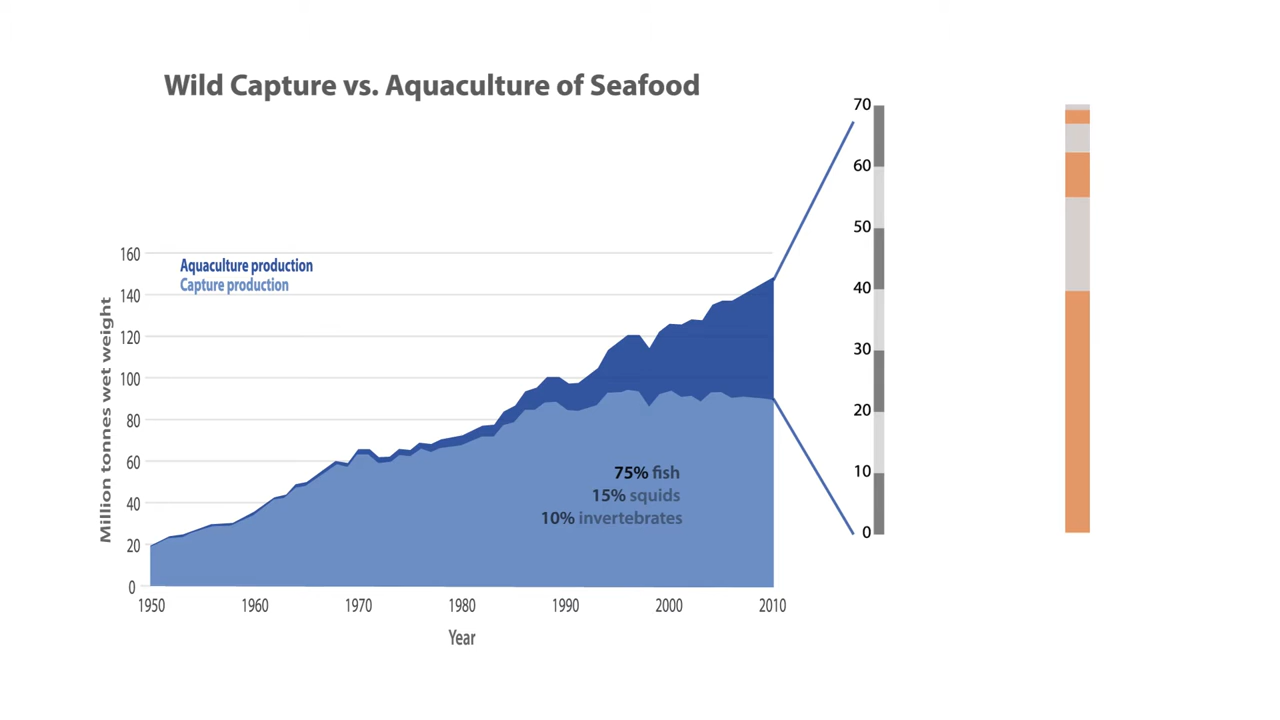 Wild Capture vs. Aquaculture of Seafood
Aquaculture production
Capture production
Million tonnes wet weight
160
140
120
100
80
60
40
20
0
75% fish
15% squids
10% invertebrates
1950 1960 1970 1980 1990 2000 2010
Year
70
60
50
40
30
20
10
0